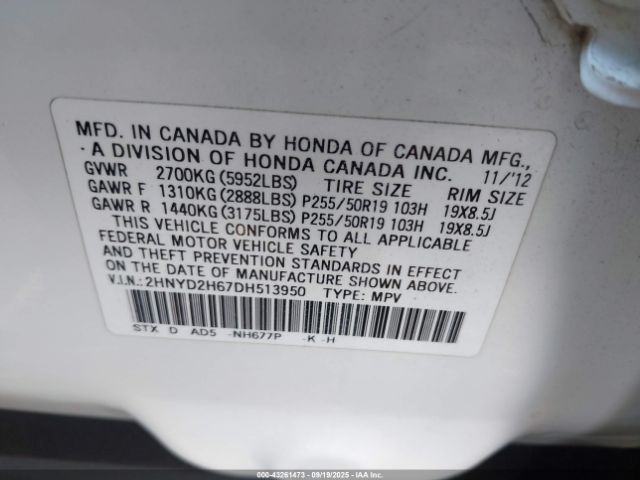 MFD. IN CANADA BY HONDA OF CANADA MFG.,
A DIVISION OF HONDA CANADA INC. 11/'12
GVWR 2700KG (5952LBS) TIRE SIZE RIM SIZE
GAWR F 1310KG (2888LBS) P255/50R19 103H 19X8.5J
GAWR R 1440KG (3175LBS) P255/50R19 103H 19X8.5J
THIS VEHICLE CONFORMS TO ALL APPLICABLE
FEDERAL MOTOR VEHICLE SAFETY
AND THEFT PREVENTION STANDARDS IN EFFECT
ON THE DATE OF MANUFACTURE SHOWN ABOVE.
V.I.N.: 2HNYD2H67DH513950 TYPE: MPV
STX D AD5 -NH677P -K -H
000-43261473 - 09/19/2025 - IAAI.COM